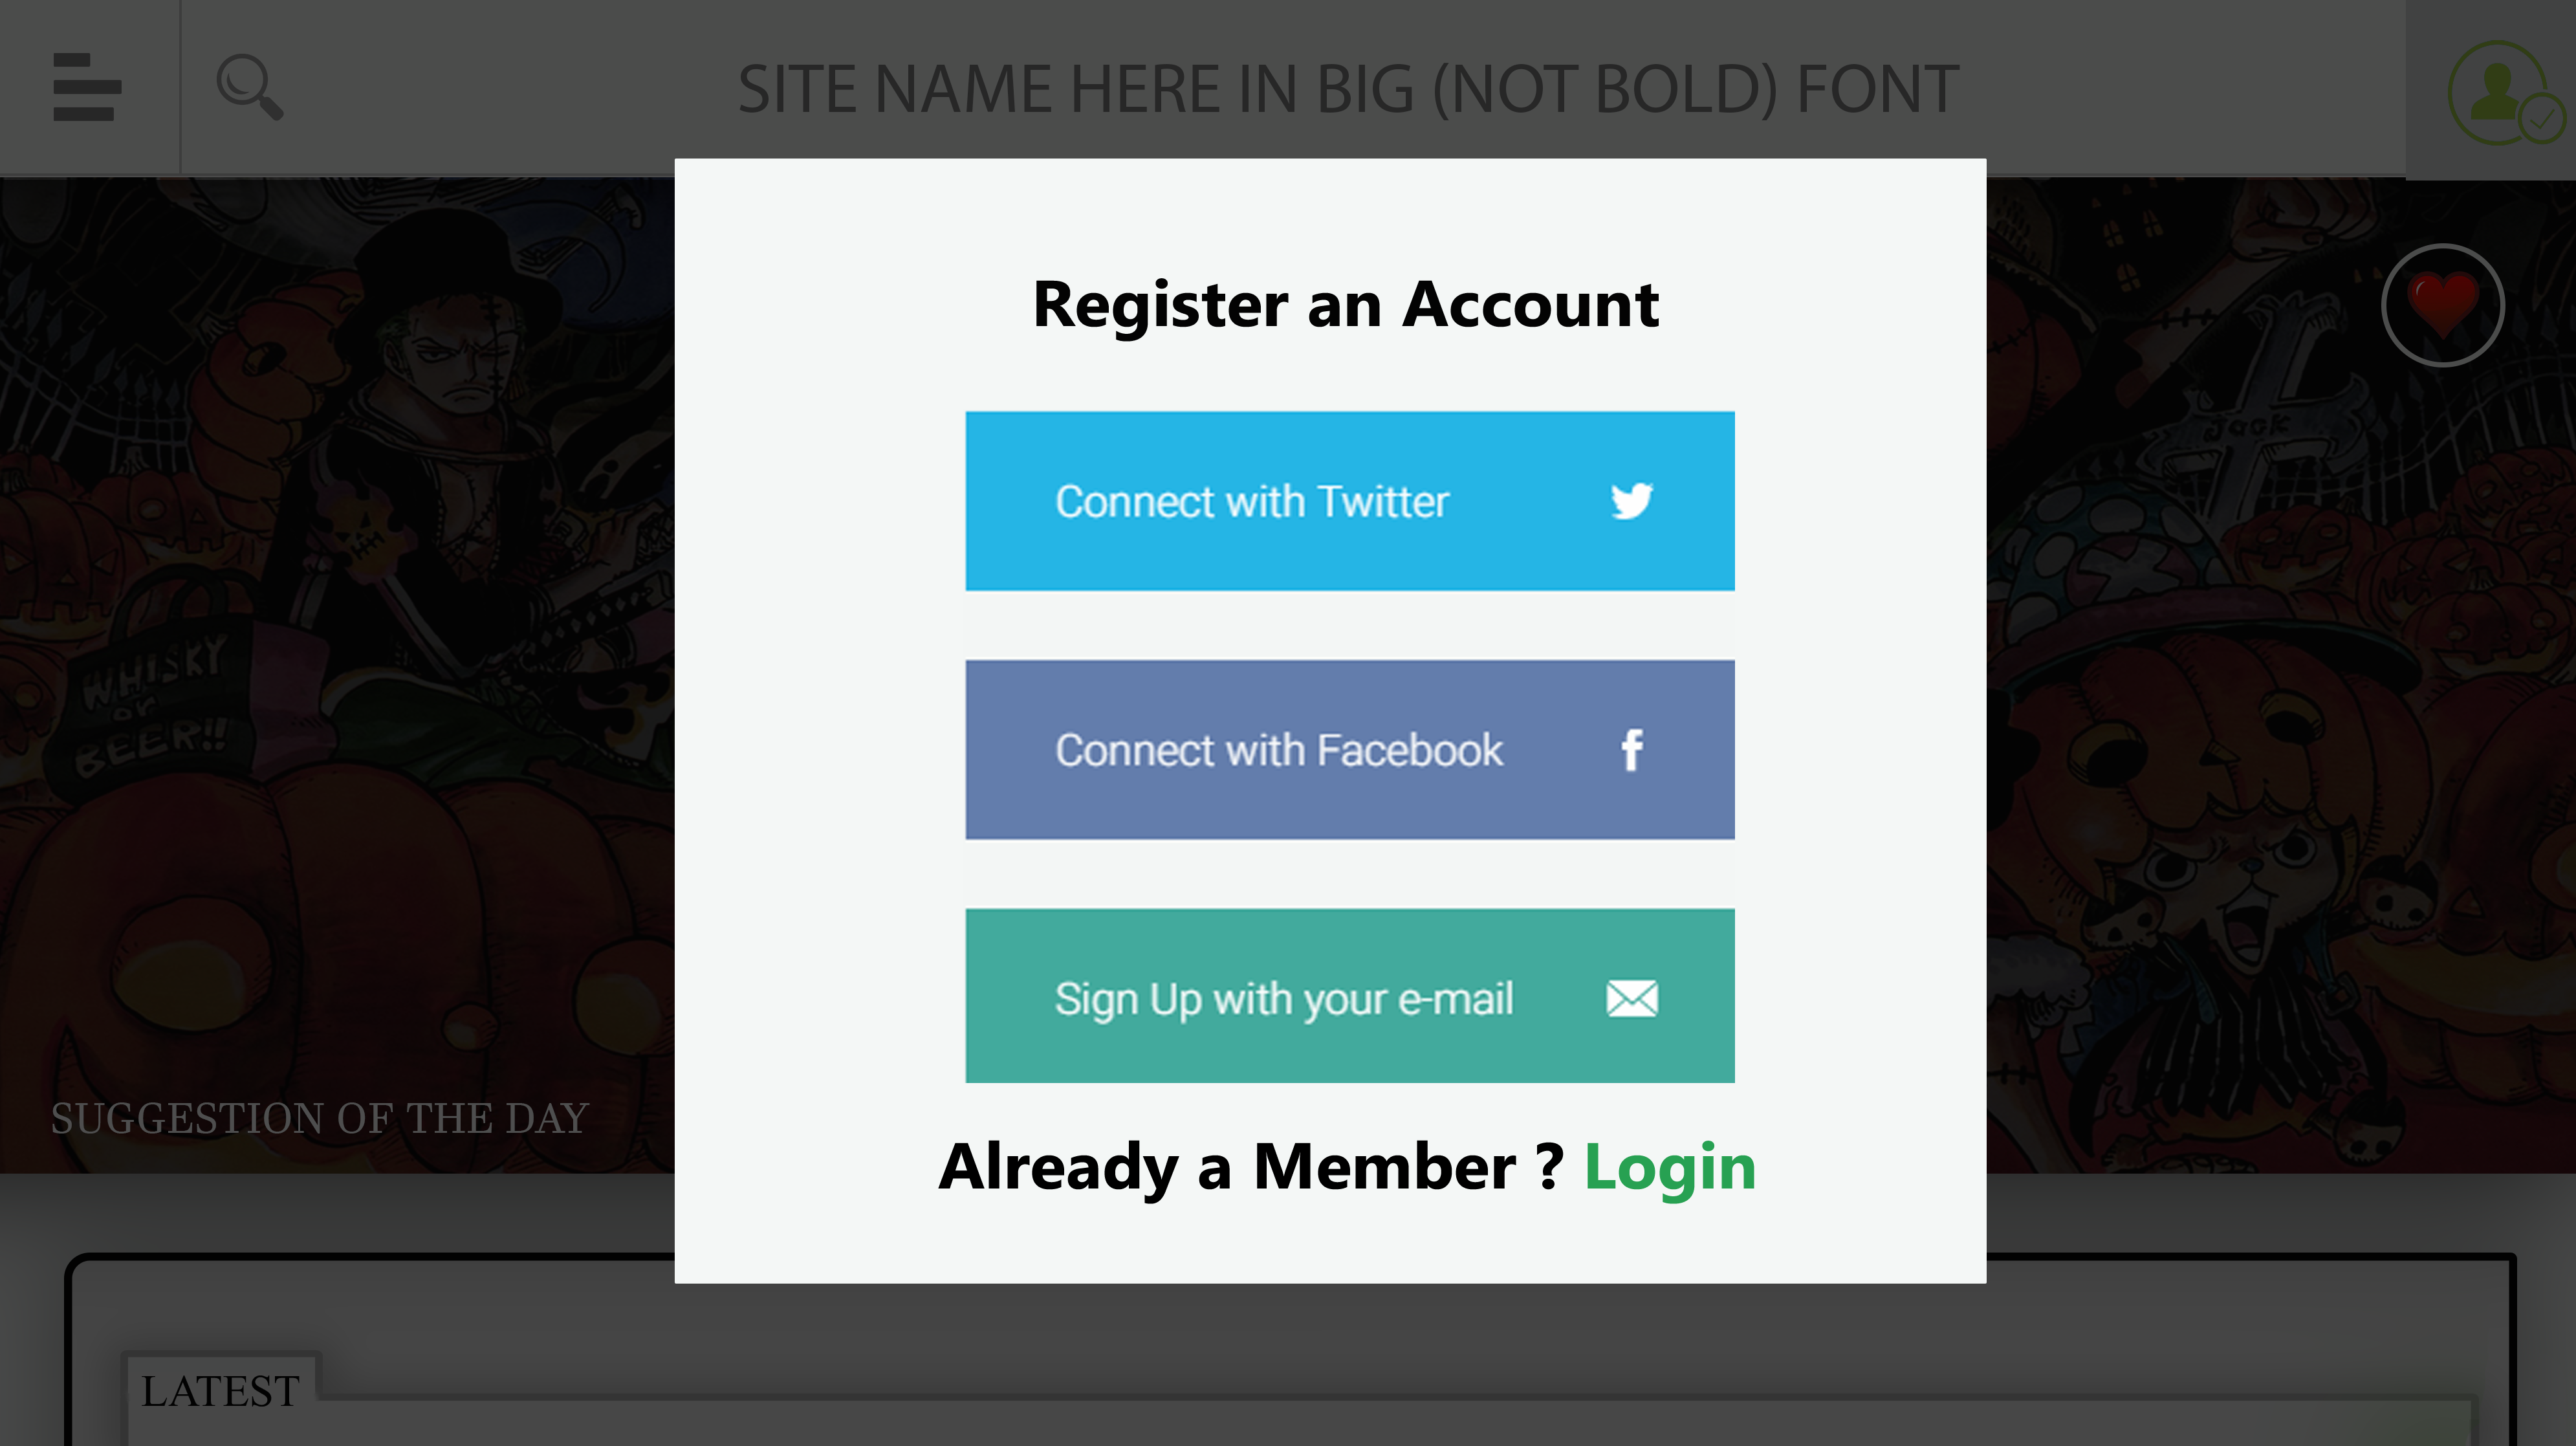 SITE NAME HERE IN BIG (NOT BOLD) FONT
Register an Account
Connect with Twitter
Connect with Facebook
Sign Up with your e-mail
Already a Member ? Login
Jack
WHISKY
or
BEER!!
SUGGESTION OF THE DAY
LATEST